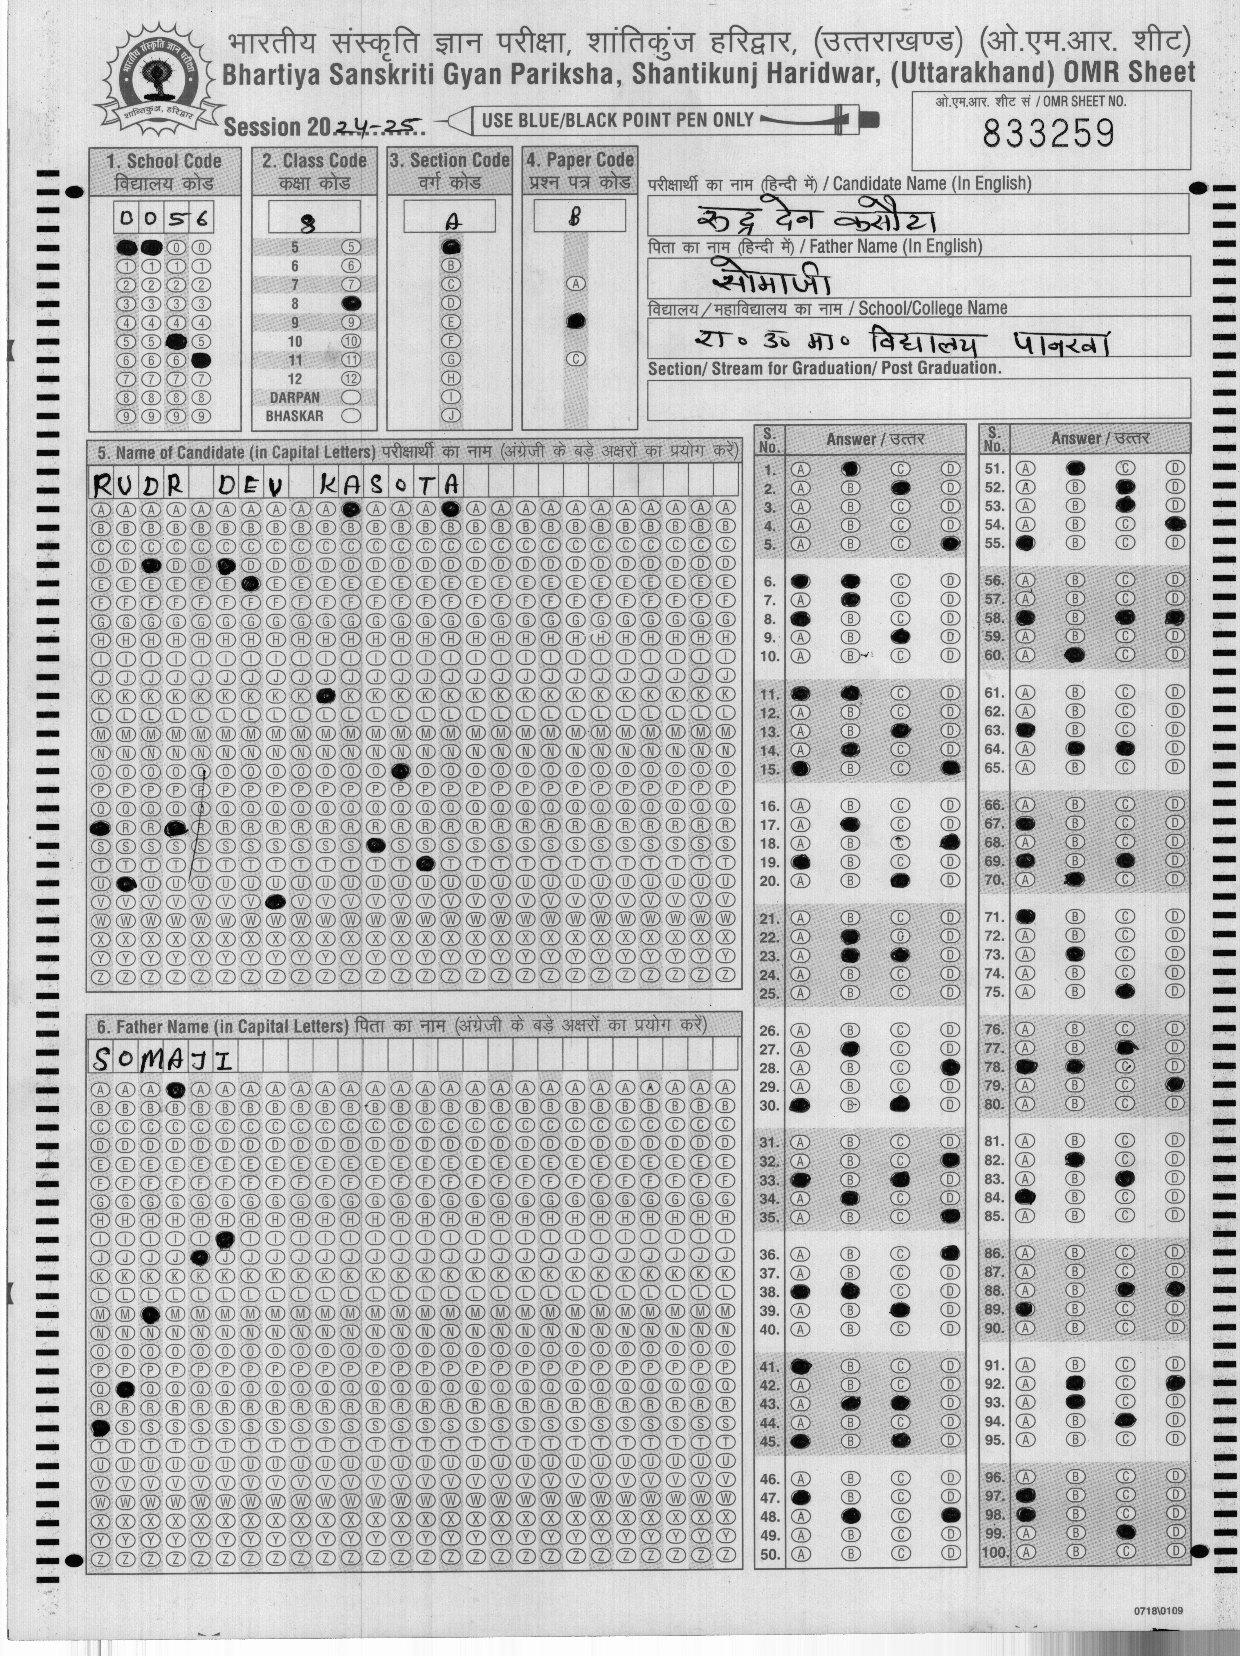 भारतीय संस्कृति ज्ञान परीक्षा, शांतिकुंज हरिद्वार, (उत्तराखण्ड) (ओ.एम.आर. शीट)
Bhartiya Sanskriti Gyan Pariksha, Shantikunj Haridwar, (Uttarakhand) OMR Sheet
Session 2024-25
USE BLUE/BLACK POINT PEN ONLY
ओ.एम.आर. शीट सं / OMR SHEET NO.
833259
1. School Code
विद्यालय कोड
0056
2. Class Code
कक्षा कोड
8
5
6
7
8
9
10
11
12
DARPAN
BHASKAR
3. Section Code
वर्ग कोड
A
4. Paper Code
प्रश्न पत्र कोड
B
परीक्षार्थी का नाम (हिन्दी में) / Candidate Name (In English)
रूद्र देव कसौटा
पिता का नाम (हिन्दी में) / Father Name (In English)
सोमाजी
विद्यालय/महाविद्यालय का नाम / School/College Name
रा० उ० मा० विद्यालय पानरवा
Section/ Stream for Graduation/ Post Graduation.
5. Name of Candidate (in Capital Letters) परीक्षार्थी का नाम (अंग्रेजी के बड़े अक्षरों का प्रयोग करें)
RUDR DEV KASOTA
6. Father Name (in Capital Letters) पिता का नाम (अंग्रेजी के बड़े अक्षरों का प्रयोग करें)
SOMAJI
S. No. Answer / उत्तर
S. No. Answer / उत्तर
0718\0109